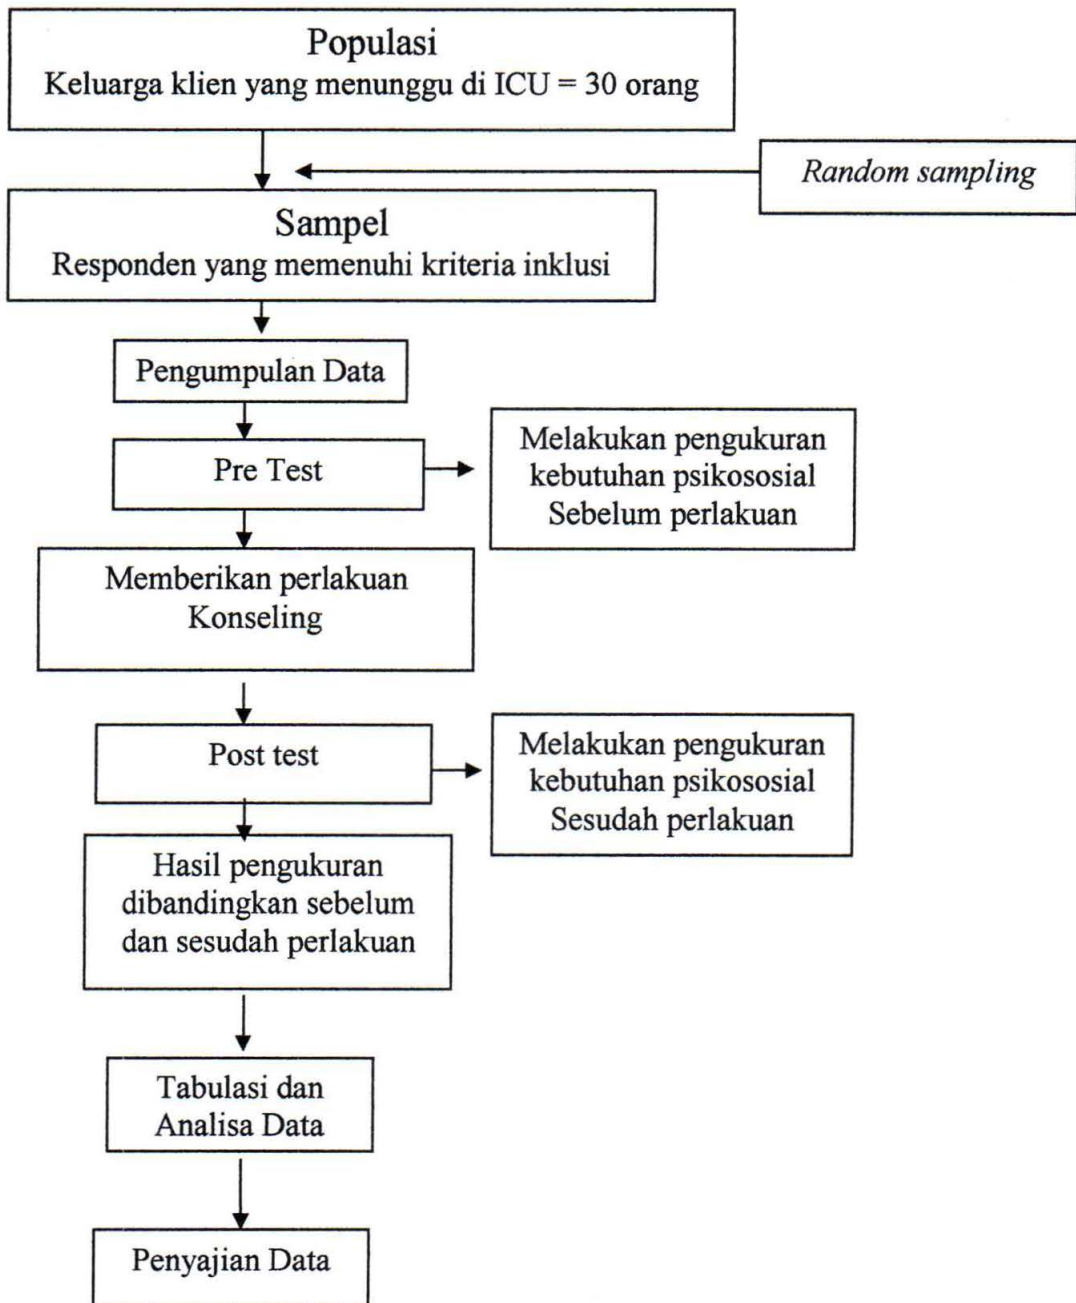 Populasi
Keluarga klien yang menunggu di ICU = 30 orang
Random sampling
Sampel
Responden yang memenuhi kriteria inklusi
Pengumpulan Data
Pre Test
Melakukan pengukuran
kebutuhan psikososial
Sebelum perlakuan
Memberikan perlakuan
Konseling
Post test
Melakukan pengukuran
kebutuhan psikososial
Sesudah perlakuan
Hasil pengukuran
dibandingkan sebelum
dan sesudah perlakuan
Tabulasi dan
Analisa Data
Penyajian Data